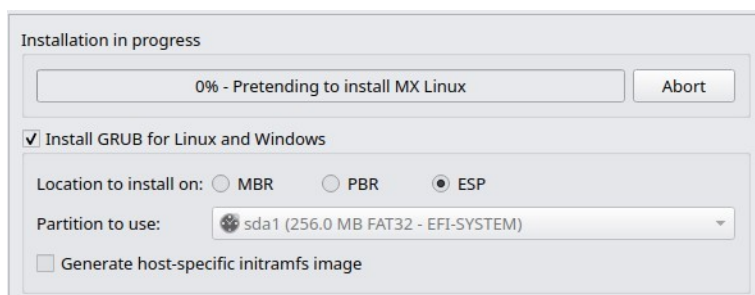 Installation in progress
0% - Pretending to install MX Linux Abort
Install GRUB for Linux and Windows
Location to install on: MBR PBR ESP
Partition to use: sda1 (256.0 MB FAT32 - EFI-SYSTEM)
Generate host-specific initramfs image